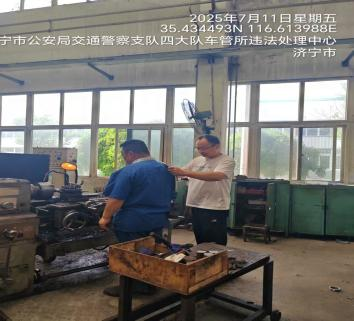 2025年7月11日星期五
35.434493N 116.613988E
宁市公安局交通警察支队四大队车管所违法处理中心
济宁市